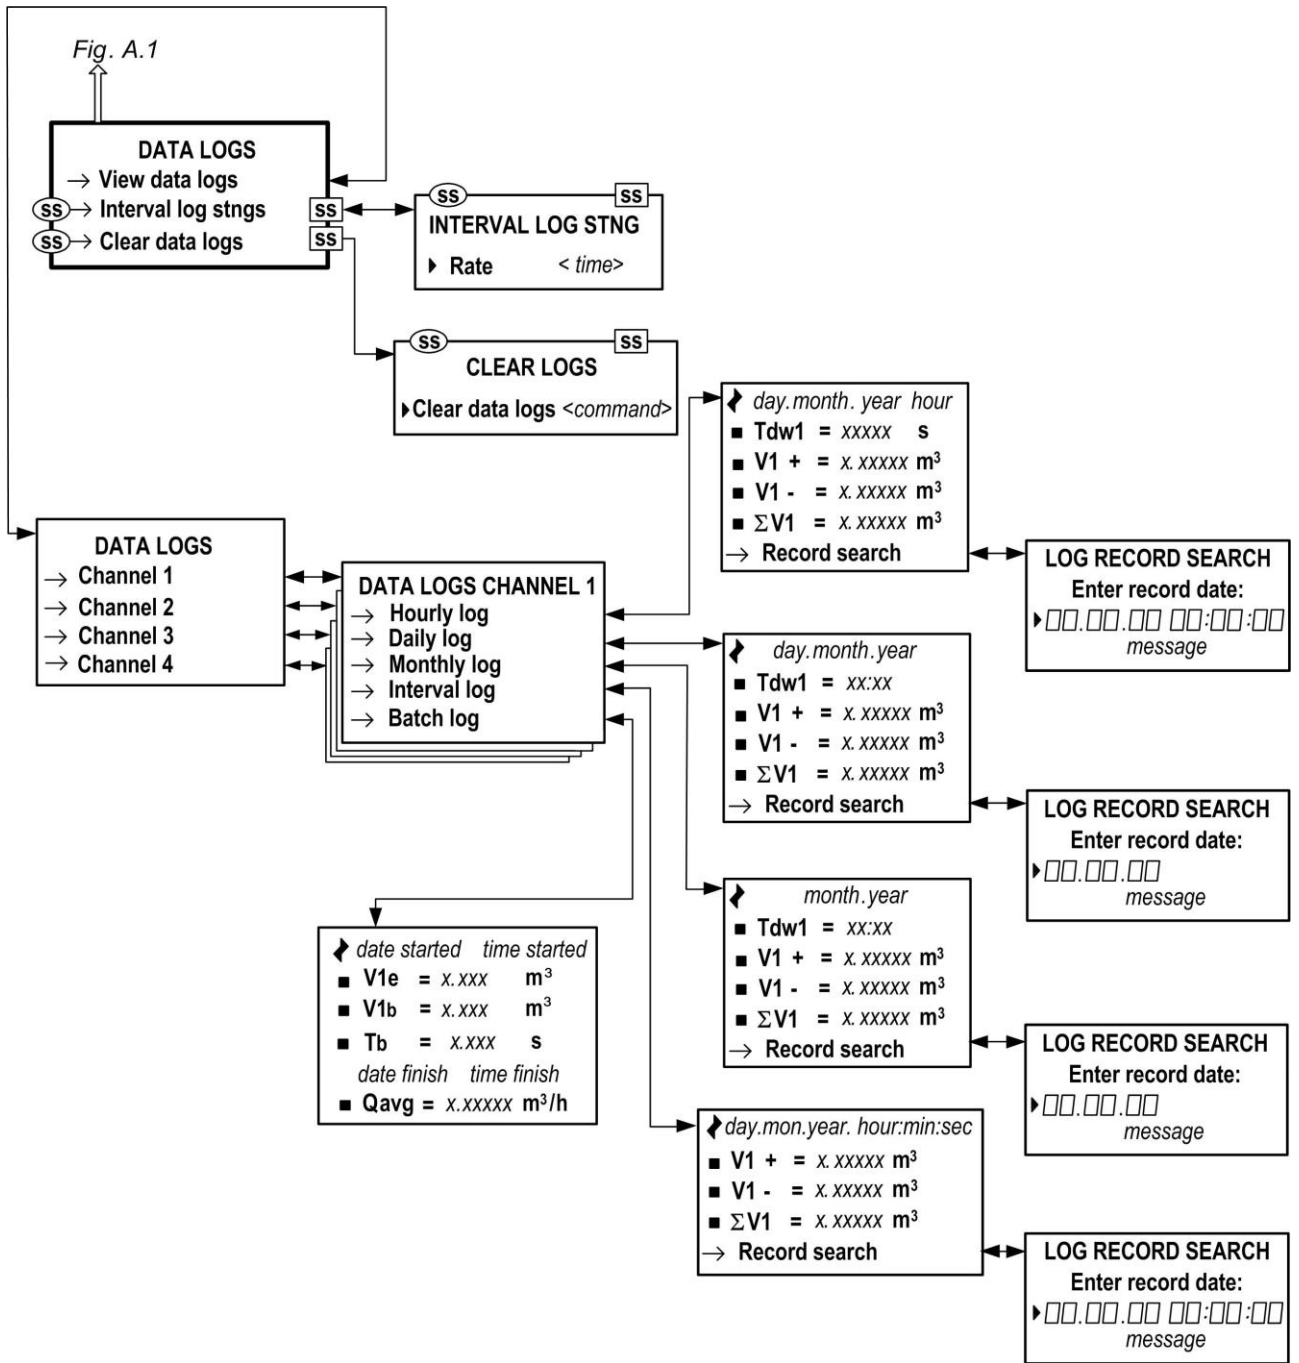 Fig. A.1
DATA LOGS
→ View data logs
SS → Interval log stngs SS
SS → Clear data logs SS
SS SS
INTERVAL LOG STNG
Rate < time>
SS SS
CLEAR LOGS
Clear data logs <command>
day.month. year hour
Tdw1 = xxxxx s
V1 + = x.xxxxx m³
V1 - = x.xxxxx m³
ΣV1 = x.xxxxx m³
→ Record search
LOG RECORD SEARCH
Enter record date:
□□.□□.□□ □□:□□:□□
message
DATA LOGS
→ Channel 1
→ Channel 2
→ Channel 3
→ Channel 4
DATA LOGS CHANNEL 1
→ Hourly log
→ Daily log
→ Monthly log
→ Interval log
→ Batch log
day.month.year
Tdw1 = xx:xx
V1 + = x.xxxxx m³
V1 - = x.xxxxx m³
ΣV1 = x.xxxxx m³
→ Record search
LOG RECORD SEARCH
Enter record date:
□□.□□.□□
message
month.year
Tdw1 = xx:xx
V1 + = x.xxxxx m³
V1 - = x.xxxxx m³
ΣV1 = x.xxxxx m³
→ Record search
LOG RECORD SEARCH
Enter record date:
□□.□□.□□
message
date started time started
V1e = x.xxx m³
V1b = x.xxx m³
Tb = x.xxx s
date finish time finish
Qavg = x.xxxxx m³/h
day.mon.year. hour:min:sec
V1 + = x.xxxxx m³
V1 - = x.xxxxx m³
ΣV1 = x.xxxxx m³
→ Record search
LOG RECORD SEARCH
Enter record date:
□□.□□.□□ □□:□□:□□
message